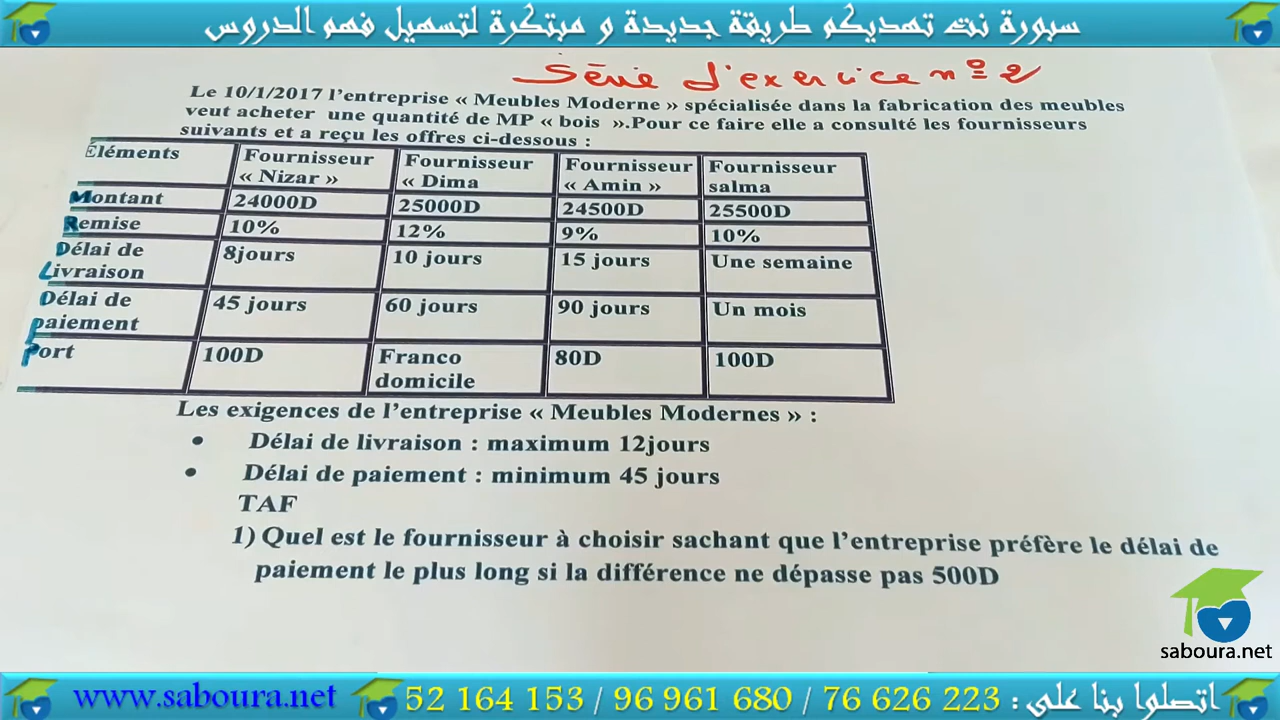 سبورة نت تهديكم طريقة جديدة و مبتكرة لتسهيل فهم الدروس
Série d'exercice n° 2
Le 10/1/2017 l'entreprise « Meubles Moderne » spécialisée dans la fabrication des meubles
veut acheter une quantité de MP « bois ».Pour ce faire elle a consulté les fournisseurs
suivants et a reçu les offres ci-dessous :
Eléments | Fournisseur « Nizar » | Fournisseur « Dima | Fournisseur « Amin » | Fournisseur salma
Montant | 24000D | 25000D | 24500D | 25500D
Remise | 10% | 12% | 9% | 10%
Délai de Livraison | 8jours | 10 jours | 15 jours | Une semaine
Délai de paiement | 45 jours | 60 jours | 90 jours | Un mois
Port | 100D | Franco domicile | 80D | 100D
Les exigences de l'entreprise « Meubles Modernes » :
• Délai de livraison : maximum 12jours
• Délai de paiement : minimum 45 jours
TAF
1) Quel est le fournisseur à choisir sachant que l'entreprise préfère le délai de
paiement le plus long si la différence ne dépasse pas 500D
saboura.net
www.saboura.net 52 164 153 / 96 961 680 / 76 626 223 : اتصلوا بنا على